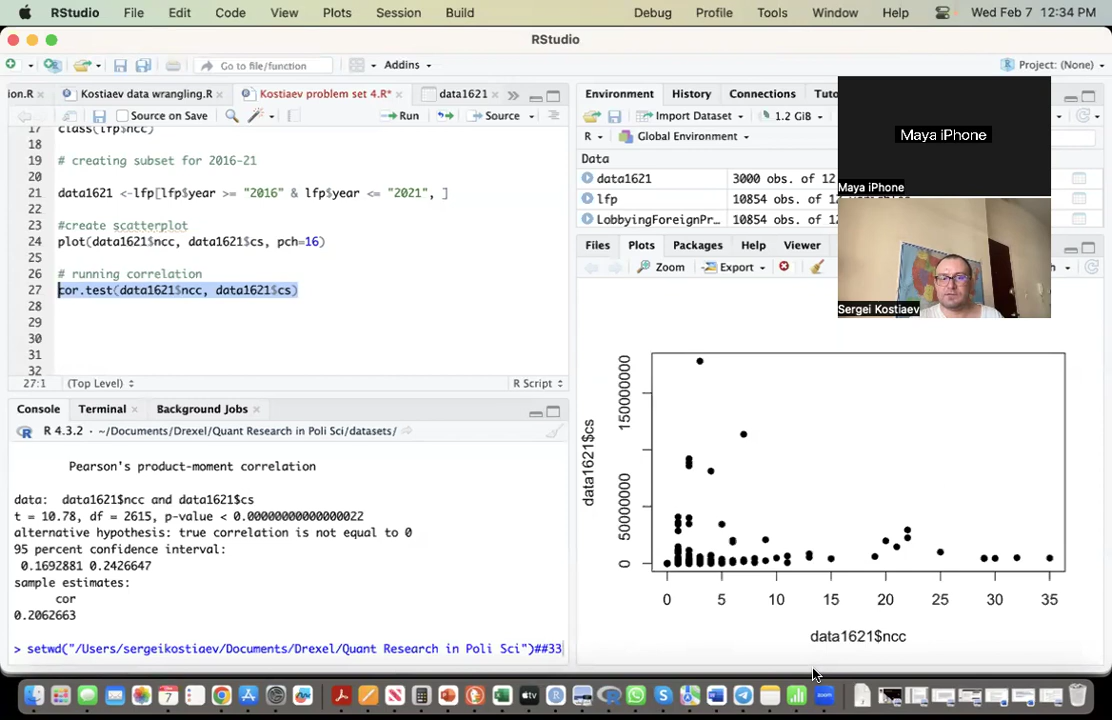 RStudio File Edit Code View Plots Session Build Debug Profile Tools Window Help Wed Feb 7 12:34 PM
RStudio
Go to file/function Addins Project: (None)
ion.R Kostiaev data wrangling.R Kostiaev problem set 4.R* data1621
Source on Save Run Source
17 class(lfp$ncc)
18
19 # creating subset for 2016-21
20
21 data1621 <-lfp[lfp$year >= "2016" & lfp$year <= "2021", ]
22
23 #create scatterplot
24 plot(data1621$ncc, data1621$cs, pch=16)
25
26 # running correlation
27 cor.test(data1621$ncc, data1621$cs)
28
29
30
31
32
27:1 (Top Level) R Script
Console Terminal Background Jobs
R 4.3.2 · ~/Documents/Drexel/Quant Research in Poli Sci/datasets/
Pearson's product-moment correlation
data: data1621$ncc and data1621$cs
t = 10.78, df = 2615, p-value < 0.00000000000000022
alternative hypothesis: true correlation is not equal to 0
95 percent confidence interval:
0.1692881 0.2426647
sample estimates:
cor
0.2062663
> setwd("/Users/sergeikostiaev/Documents/Drexel/Quant Research in Poli Sci")##33
Environment History Connections
Import Dataset 1.2 GiB
R Global Environment
Data
data1621 3000 obs. of 12
lfp 10854 obs. of 12 variables
LobbyingForeignPr… 10854 obs. of 12
Maya iPhone
Maya iPhone
Sergei Kostiaev
Files Plots Packages Help Viewer
Zoom Export
data1621$cs
150000000
50000000
0
0 5 10 15 20 25 30 35
data1621$ncc
7
zoom